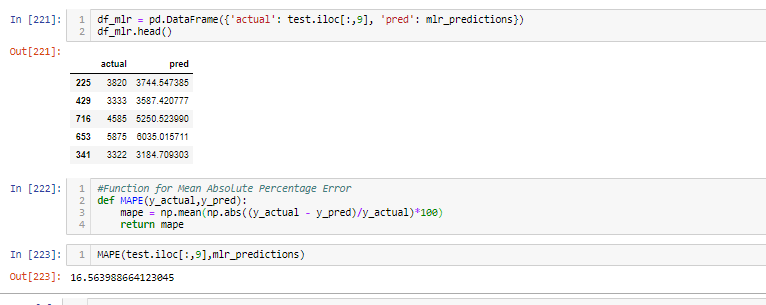 In [221]: 1 df_mlr = pd.DataFrame({'actual': test.iloc[:,9], 'pred': mlr_predictions})
2 df_mlr.head()
Out[221]:
actual pred
225 3820 3744.547385
429 3333 3587.420777
716 4585 5250.523990
653 5875 6035.015711
341 3322 3184.709303
In [222]: 1 #Function for Mean Absolute Percentage Error
2 def MAPE(y_actual,y_pred):
3 mape = np.mean(np.abs((y_actual - y_pred)/y_actual)*100)
4 return mape
In [223]: 1 MAPE(test.iloc[:,9],mlr_predictions)
Out[223]: 16.563988664123045